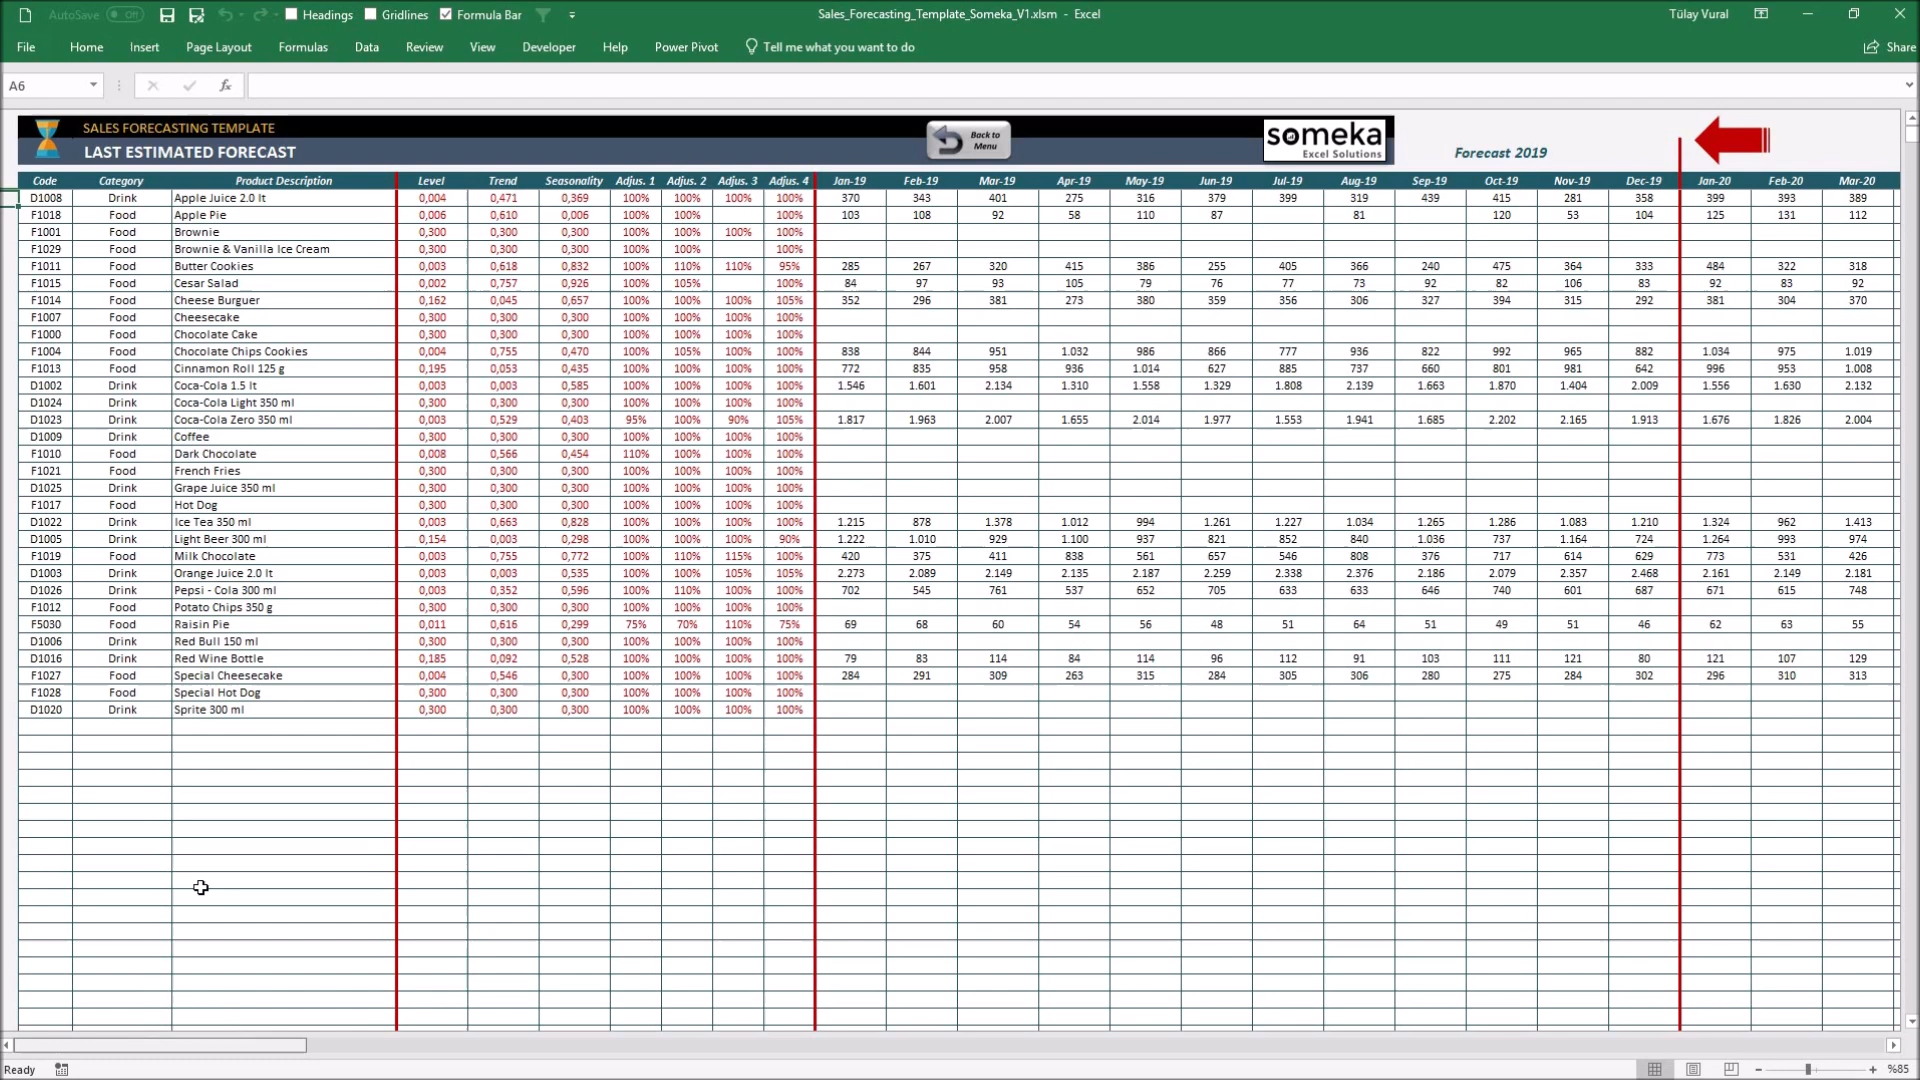 AutoSave Off Headings Gridlines Formula Bar Sales_Forecasting_Template_Someka_V1.xlsm - Excel Tülay Vural
File Home Insert Page Layout Formulas Data Review View Developer Help Power Pivot Tell me what you want to do Share
A6 fx
SALES FORECASTING TEMPLATE
LAST ESTIMATED FORECAST
Back to
Menu
someka
Excel Solutions
Forecast 2019
Code Category Product Description Level Trend Seasonality Adjus. 1 Adjus. 2 Adjus. 3 Adjus. 4 Jan-19 Feb-19 Mar-19 Apr-19 May-19 Jun-19 Jul-19 Aug-19 Sep-19 Oct-19 Nov-19 Dec-19 Jan-20 Feb-20 Mar-20
D1008 Drink Apple Juice 2.0 lt 0,004 0,471 0,369 100% 100% 100% 100% 370 343 401 275 316 379 399 319 439 415 281 358 399 393 389
F1018 Food Apple Pie 0,006 0,610 0,006 100% 100% 100% 103 108 92 58 110 87 81 120 53 104 125 131 112
F1001 Food Brownie 0,300 0,300 0,300 100% 100% 100% 100%
F1029 Food Brownie & Vanilla Ice Cream 0,300 0,300 0,300 100% 100% 100%
F1011 Food Butter Cookies 0,003 0,618 0,832 100% 110% 110% 95% 285 267 320 415 386 255 405 366 240 475 364 333 484 322 318
F1015 Food Cesar Salad 0,002 0,757 0,926 100% 105% 100% 84 97 93 105 79 76 77 73 92 82 106 83 92 83 92
F1014 Food Cheese Burguer 0,162 0,045 0,657 100% 100% 100% 105% 352 296 381 273 380 359 356 306 327 394 315 292 381 304 370
F1007 Food Cheesecake 0,300 0,300 0,300 100% 100% 100% 100%
F1000 Food Chocolate Cake 0,300 0,300 0,300 100% 100% 100% 100%
F1004 Food Chocolate Chips Cookies 0,004 0,755 0,470 100% 105% 100% 100% 838 844 951 1.032 986 866 777 936 822 992 965 882 1.034 975 1.019
F1013 Food Cinnamon Roll 125 g 0,195 0,053 0,435 100% 100% 100% 100% 772 835 958 936 1.014 627 885 737 660 801 981 642 996 953 1.008
D1002 Drink Coca-Cola 1.5 lt 0,003 0,003 0,585 100% 100% 100% 100% 1.546 1.601 2.134 1.310 1.558 1.329 1.808 2.139 1.663 1.870 1.404 2.009 1.556 1.630 2.132
D1024 Drink Coca-Cola Light 350 ml 0,300 0,300 0,300 100% 100% 100% 100%
D1023 Drink Coca-Cola Zero 350 ml 0,003 0,529 0,403 95% 100% 90% 105% 1.817 1.963 2.007 1.655 2.014 1.977 1.553 1.941 1.685 2.202 2.165 1.913 1.676 1.826 2.004
D1009 Drink Coffee 0,300 0,300 0,300 100% 100% 100% 100%
F1010 Food Dark Chocolate 0,008 0,566 0,454 110% 100% 100% 100%
F1021 Food French Fries 0,300 0,300 0,300 100% 100% 100% 100%
D1025 Drink Grape Juice 350 ml 0,300 0,300 0,300 100% 100% 100% 100%
F1017 Food Hot Dog 0,300 0,300 0,300 100% 100% 100% 100%
D1022 Drink Ice Tea 350 ml 0,003 0,663 0,828 100% 100% 100% 100% 1.215 878 1.378 1.012 994 1.261 1.227 1.034 1.265 1.286 1.083 1.210 1.324 962 1.413
D1005 Drink Light Beer 300 ml 0,154 0,003 0,298 100% 100% 100% 90% 1.222 1.010 929 1.100 937 821 852 840 1.036 737 1.164 724 1.264 993 974
F1019 Food Milk Chocolate 0,003 0,755 0,772 100% 110% 115% 100% 420 375 411 838 561 657 546 808 376 717 614 629 773 531 426
D1003 Drink Orange Juice 2.0 lt 0,003 0,003 0,535 100% 100% 105% 105% 2.273 2.089 2.149 2.135 2.187 2.259 2.338 2.376 2.186 2.079 2.357 2.468 2.161 2.149 2.181
D1026 Drink Pepsi - Cola 300 ml 0,003 0,352 0,596 100% 110% 100% 100% 702 545 761 537 652 705 633 633 646 740 601 687 671 615 748
F1012 Food Potato Chips 350 g 0,300 0,300 0,300 100% 100% 100% 100%
F5030 Food Raisin Pie 0,011 0,616 0,299 75% 70% 110% 75% 69 68 60 54 56 48 51 64 51 49 51 46 62 63 55
D1006 Drink Red Bull 150 ml 0,300 0,300 0,300 100% 100% 100% 100%
D1016 Drink Red Wine Bottle 0,185 0,092 0,528 100% 100% 100% 100% 79 83 114 84 114 96 112 91 103 111 121 80 121 107 129
F1027 Food Special Cheesecake 0,004 0,546 0,300 100% 100% 100% 100% 284 291 309 263 315 284 305 306 280 275 284 302 296 310 313
F1028 Food Special Hot Dog 0,300 0,300 0,300 100% 100% 100% 100%
D1020 Drink Sprite 300 ml 0,300 0,300 0,300 100% 100% 100% 100%
Ready %85